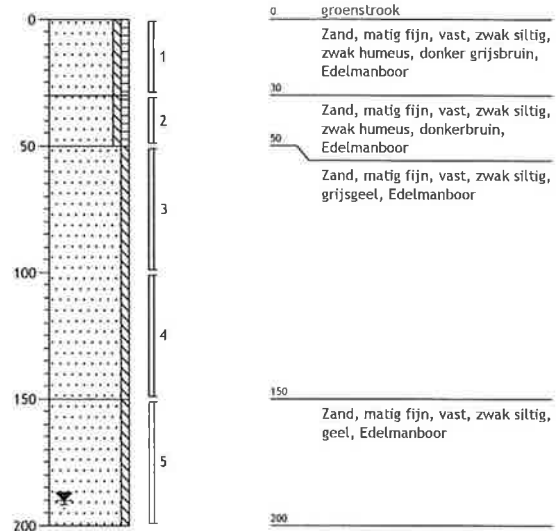 0
50
100
150
200
1
2
3
4
5
0 groenstrook
Zand, matig fijn, vast, zwak siltig,
zwak humeus, donker grijsbruin,
Edelmanboor
30
Zand, matig fijn, vast, zwak siltig,
zwak humeus, donkerbruin,
Edelmanboor
50
Zand, matig fijn, vast, zwak siltig,
grijsgeel, Edelmanboor
150
Zand, matig fijn, vast, zwak siltig,
geel, Edelmanboor
200